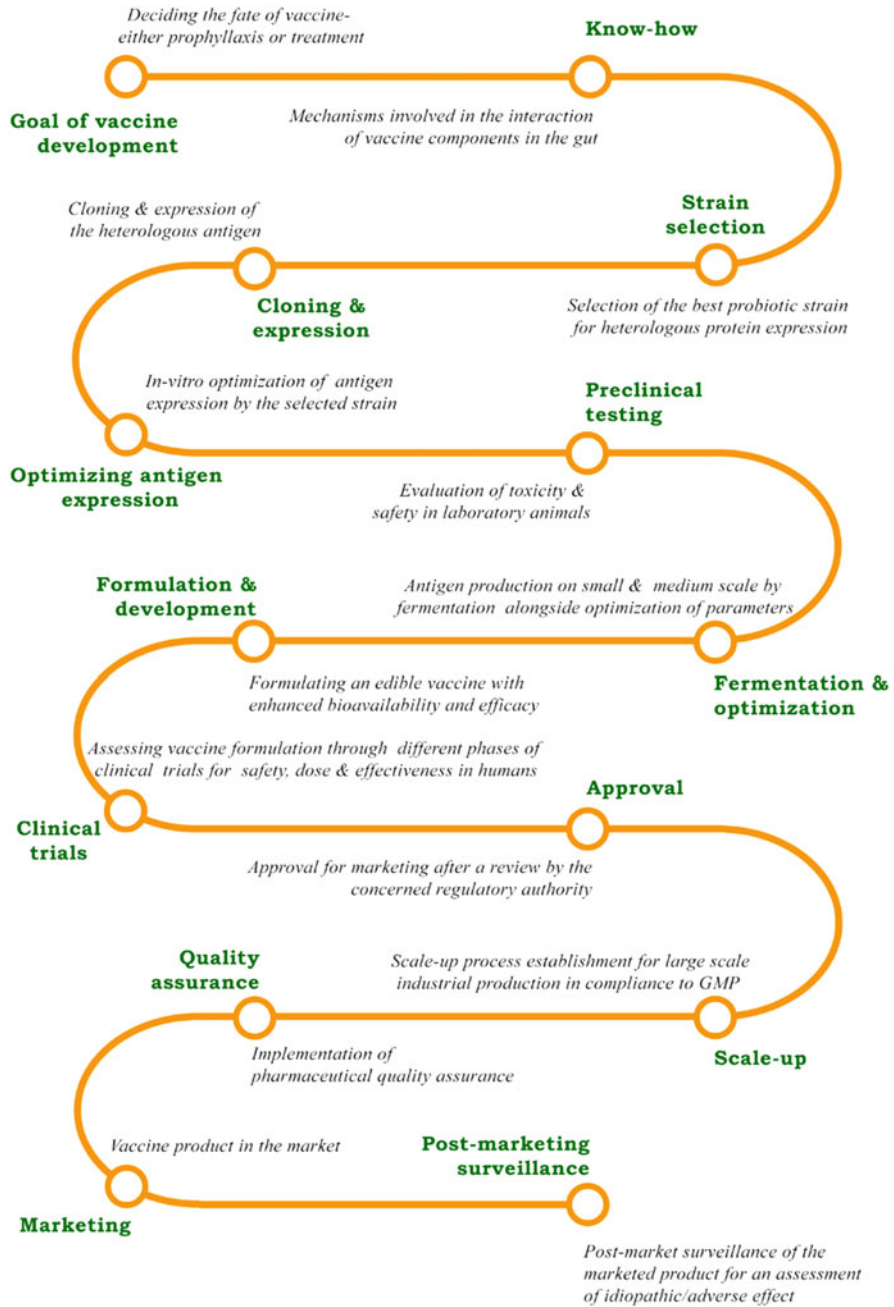 Deciding the fate of vaccine-
either prophyllaxis or treatment
Goal of vaccine
development
Know-how
Mechanisms involved in the interaction
of vaccine components in the gut
Strain
selection
Selection of the best probiotic strain
for heterologous protein expression
Cloning & expression of
the heterologous antigen
Cloning &
expression
In-vitro optimization of antigen
expression by the selected strain
Optimizing antigen
expression
Preclinical
testing
Evaluation of toxicity &
safety in laboratory animals
Antigen production on small & medium scale by
fermentation alongside optimization of parameters
Fermentation &
optimization
Formulation &
development
Formulating an edible vaccine with
enhanced bioavailability and efficacy
Assessing vaccine formulation through different phases of
clinical trials for safety, dose & effectiveness in humans
Clinical
trials
Approval
Approval for marketing after a review by the
concerned regulatory authority
Scale-up process establishment for large scale
industrial production in compliance to GMP
Scale-up
Quality
assurance
Implementation of
pharmaceutical quality assurance
Vaccine product in the market
Marketing
Post-marketing
surveillance
Post-market surveillance of the
marketed product for an assessment
of idiopathic/adverse effect